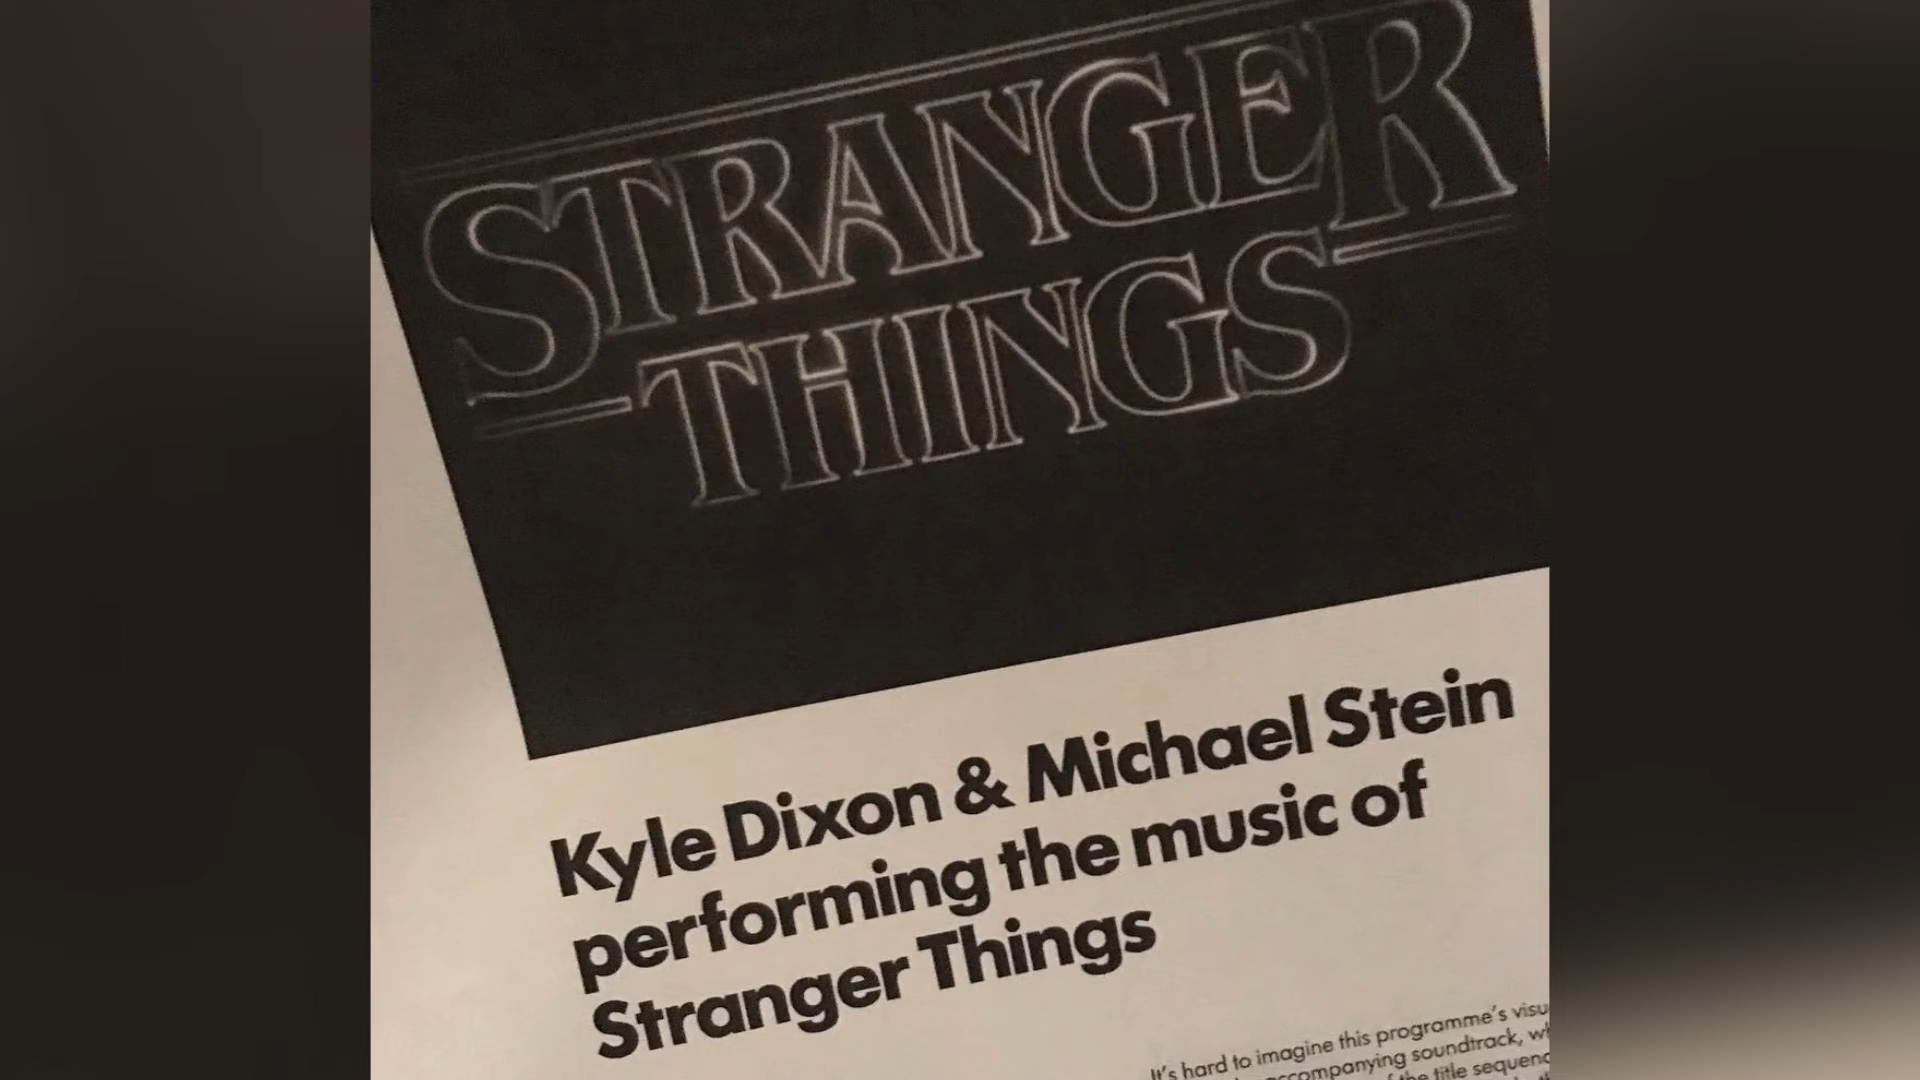 STRANGER
THINGS
Kyle Dixon & Michael Stein
performing the music of
Stranger Things
It's hard to imagine this programme's
accompanying soundtrack,
the title